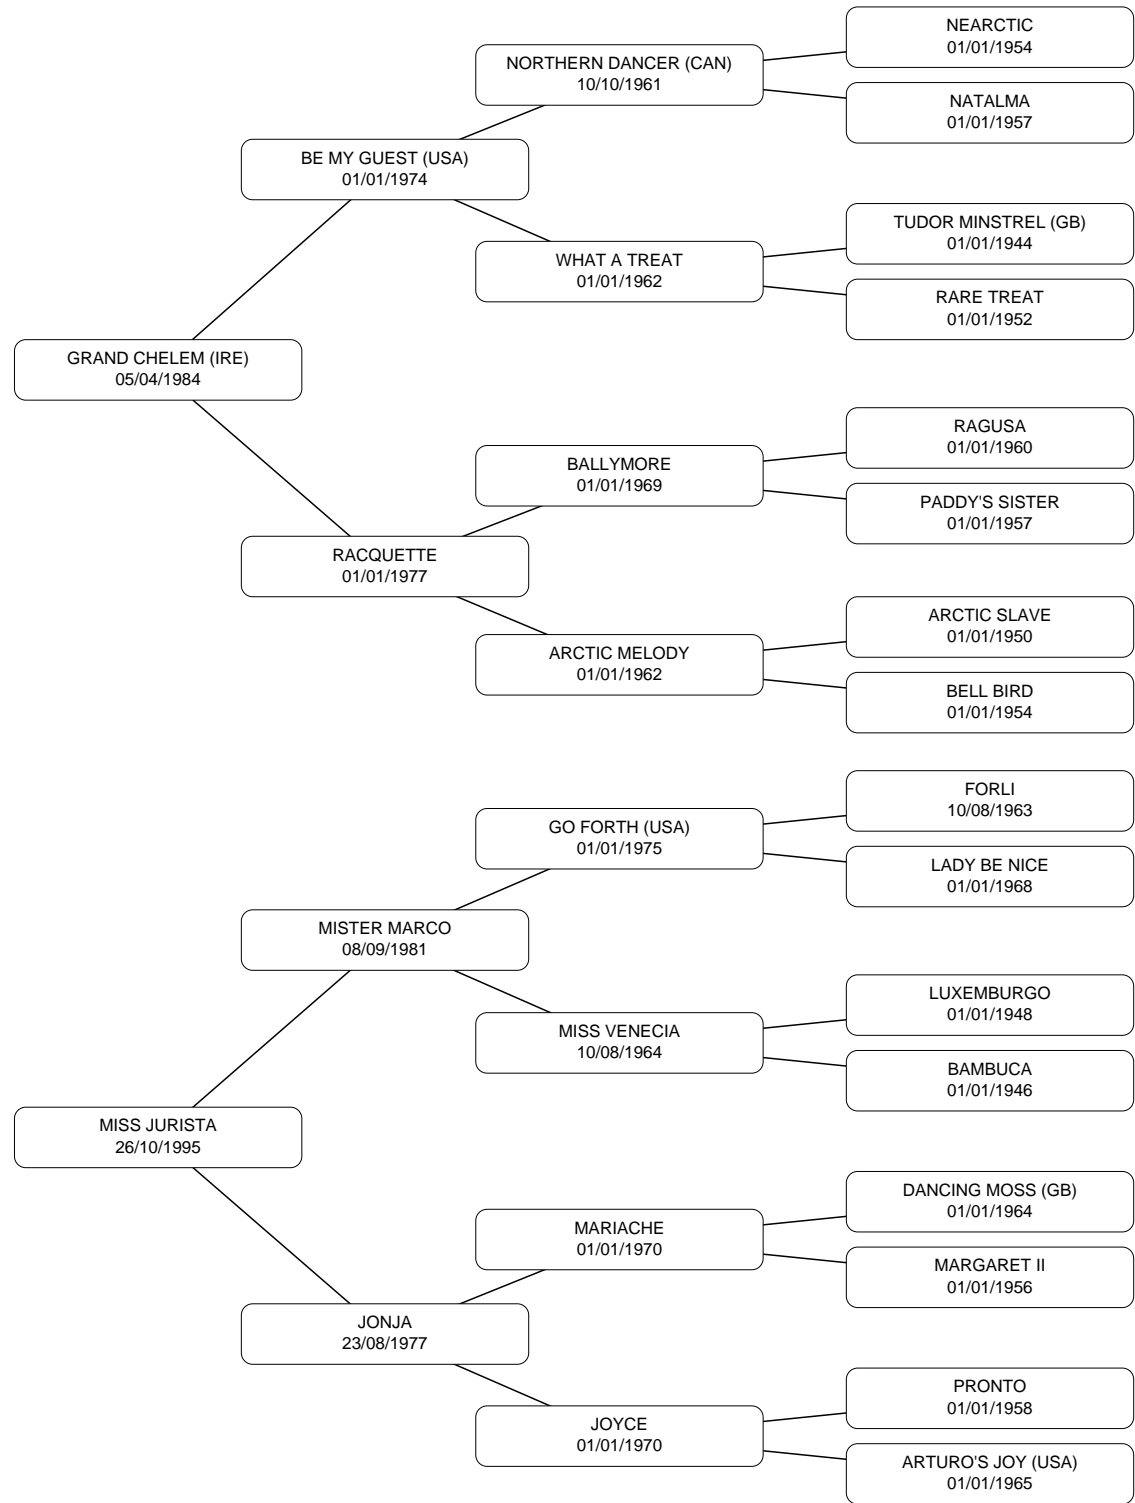 NEARCTIC
01/01/1954
NORTHERN DANCER (CAN)
10/10/1961
NATALMA
01/01/1957
BE MY GUEST (USA)
01/01/1974
TUDOR MINSTREL (GB)
01/01/1944
WHAT A TREAT
01/01/1962
RARE TREAT
01/01/1952
GRAND CHELEM (IRE)
05/04/1984
RAGUSA
01/01/1960
BALLYMORE
01/01/1969
PADDY'S SISTER
01/01/1957
RACQUETTE
01/01/1977
ARCTIC SLAVE
01/01/1950
ARCTIC MELODY
01/01/1962
BELL BIRD
01/01/1954
FORLI
10/08/1963
GO FORTH (USA)
01/01/1975
LADY BE NICE
01/01/1968
MISTER MARCO
08/09/1981
LUXEMBURGO
01/01/1948
MISS VENECIA
10/08/1964
BAMBUCA
01/01/1946
MISS JURISTA
26/10/1995
DANCING MOSS (GB)
01/01/1964
MARIACHE
01/01/1970
MARGARET II
01/01/1956
JONJA
23/08/1977
PRONTO
01/01/1958
JOYCE
01/01/1970
ARTURO'S JOY (USA)
01/01/1965